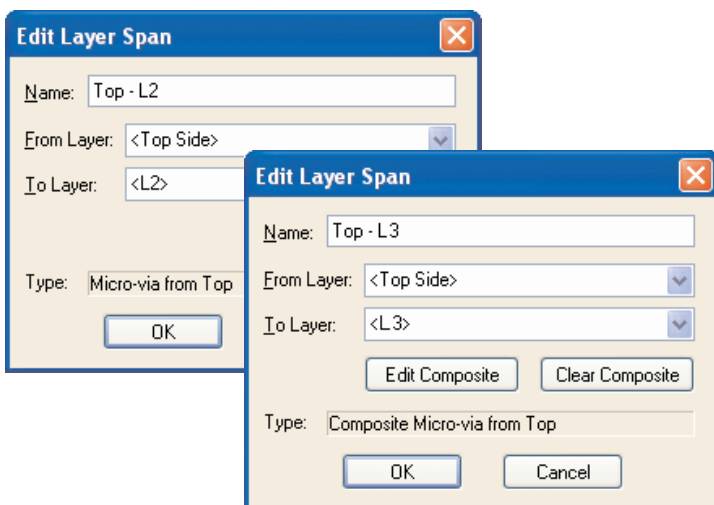 Edit Layer Span
Name: Top - L2
From Layer: <Top Side>
To Layer: <L2>
Type: Micro-via from Top
OK
Edit Layer Span
Name: Top - L3
From Layer: <Top Side>
To Layer: <L3>
Edit Composite Clear Composite
Type: Composite Micro-via from Top
OK Cancel